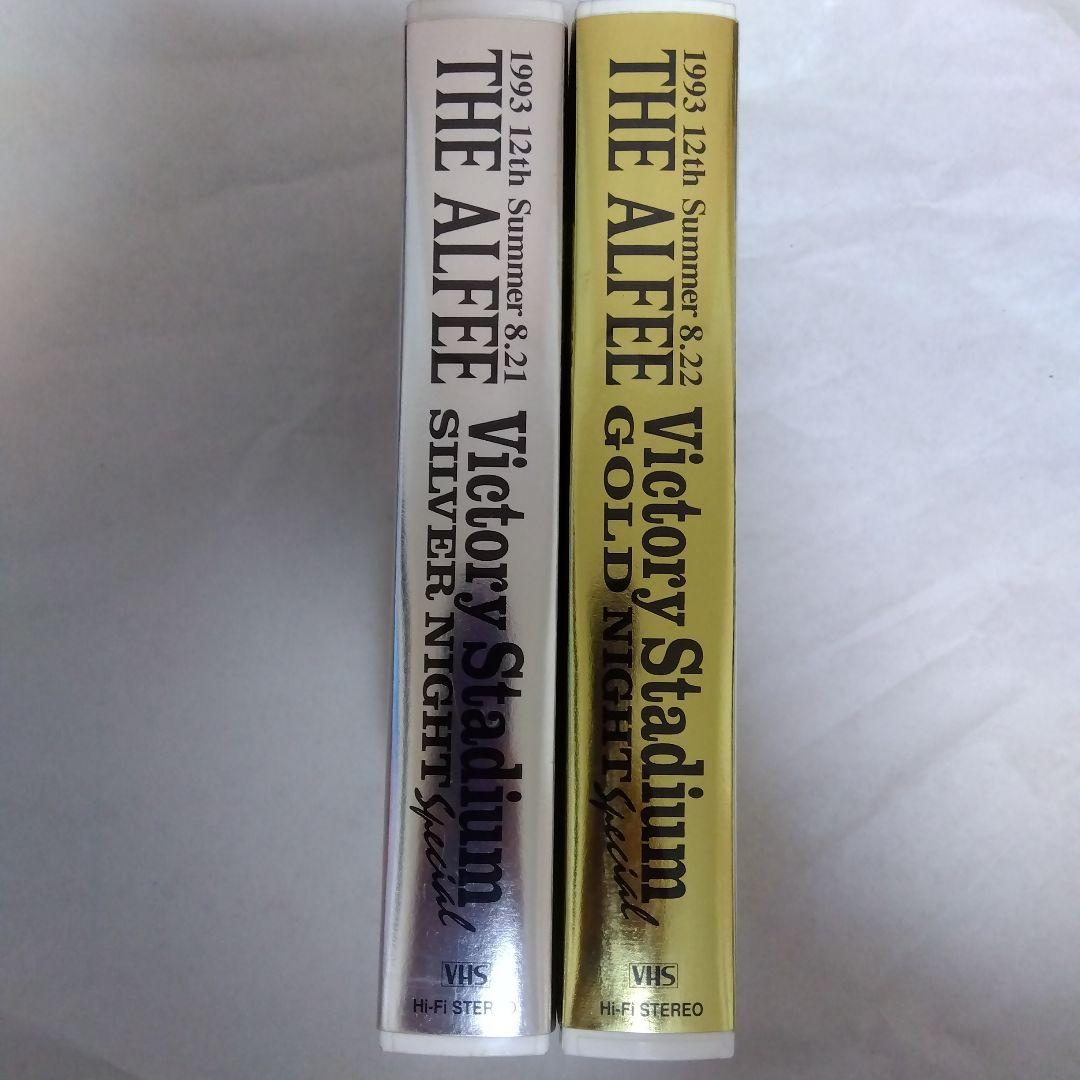 1993 12th Summer 8.21
THE ALFEE
Victory Stadium
SILVER NIGHT Special
VHS
Hi-Fi STEREO
1993 12th Summer 8.22
THE ALFEE
Victory Stadium
GOLD NIGHT Special
VHS
Hi-Fi STEREO